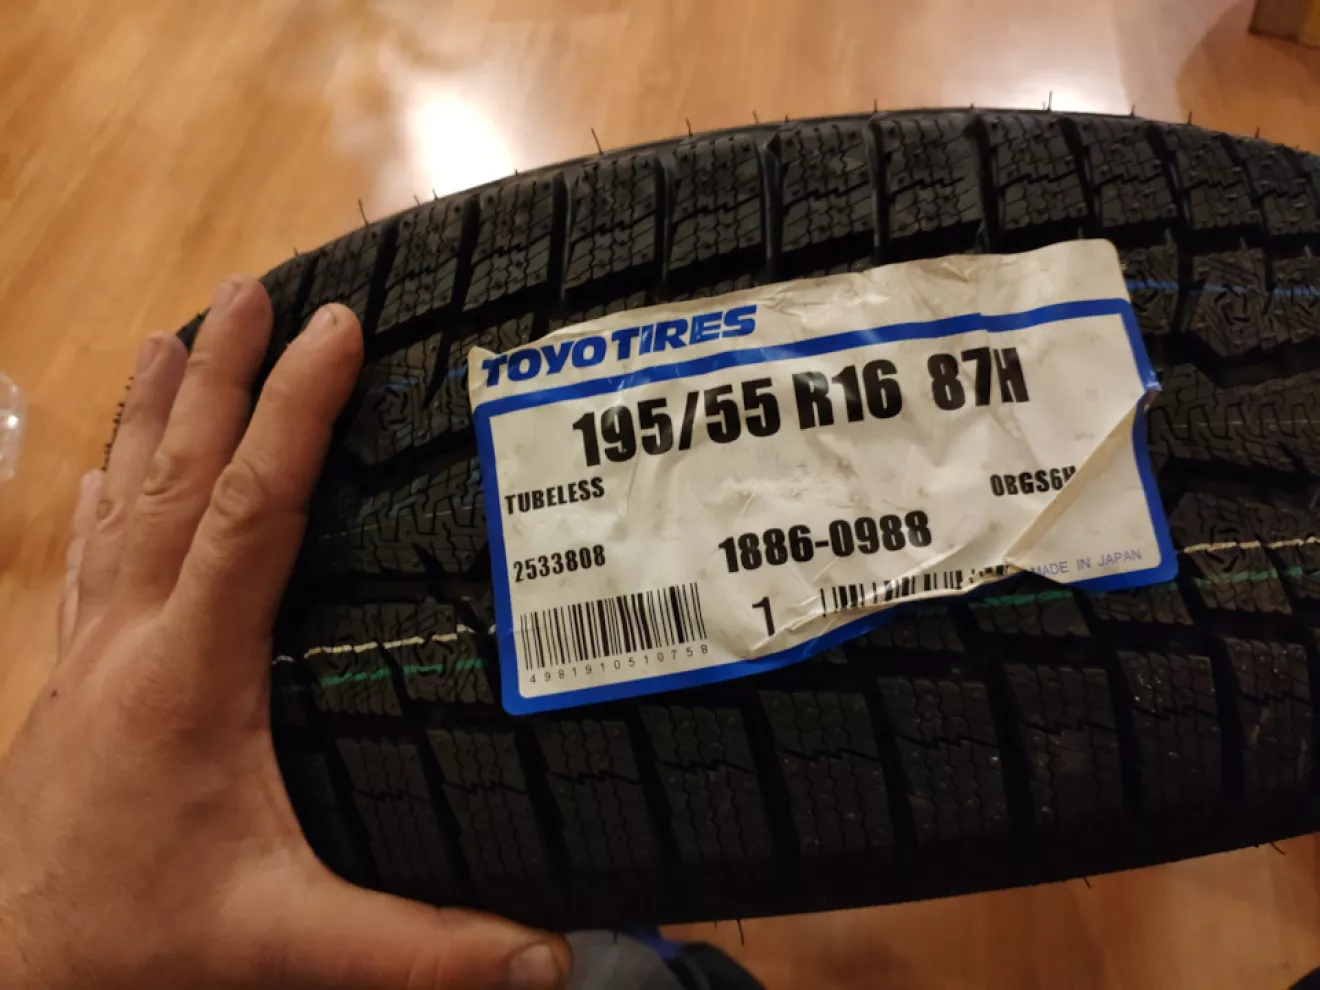 TOYO TIRES
195/55 R16 87H
TUBELESS
2533808
1886-0988
1
4981910510758
MADE IN JAPAN